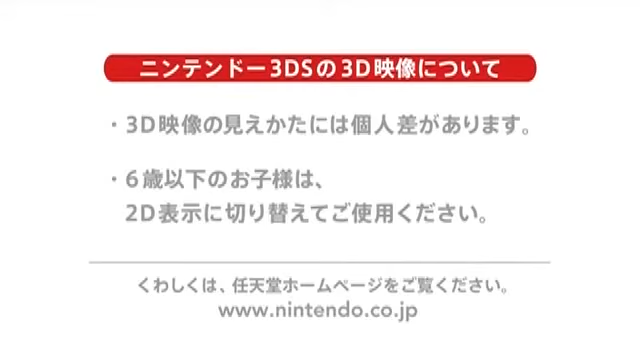 ニンテンドー3DSの3D映像について
・3D映像の見えかたには個人差があります。
・6歳以下のお子様は、
2D表示に切り替えてご使用ください。
くわしくは、任天堂ホームページをご覧ください。
www.nintendo.co.jp